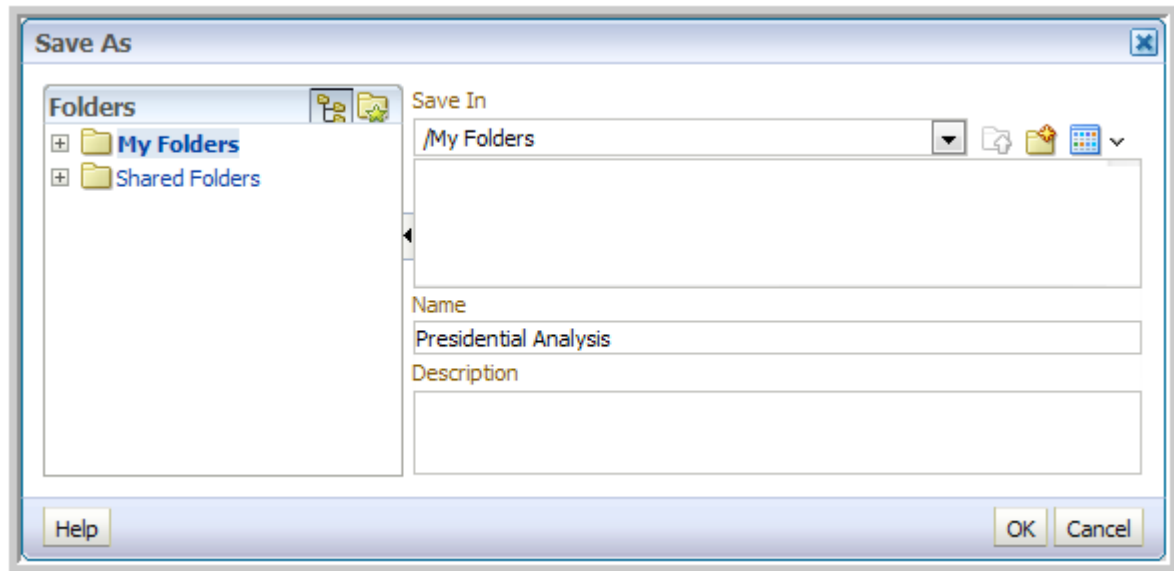 Save As
Folders
My Folders
Shared Folders
Save In
/My Folders
Name
Presidential Analysis
Description
Help
OK
Cancel